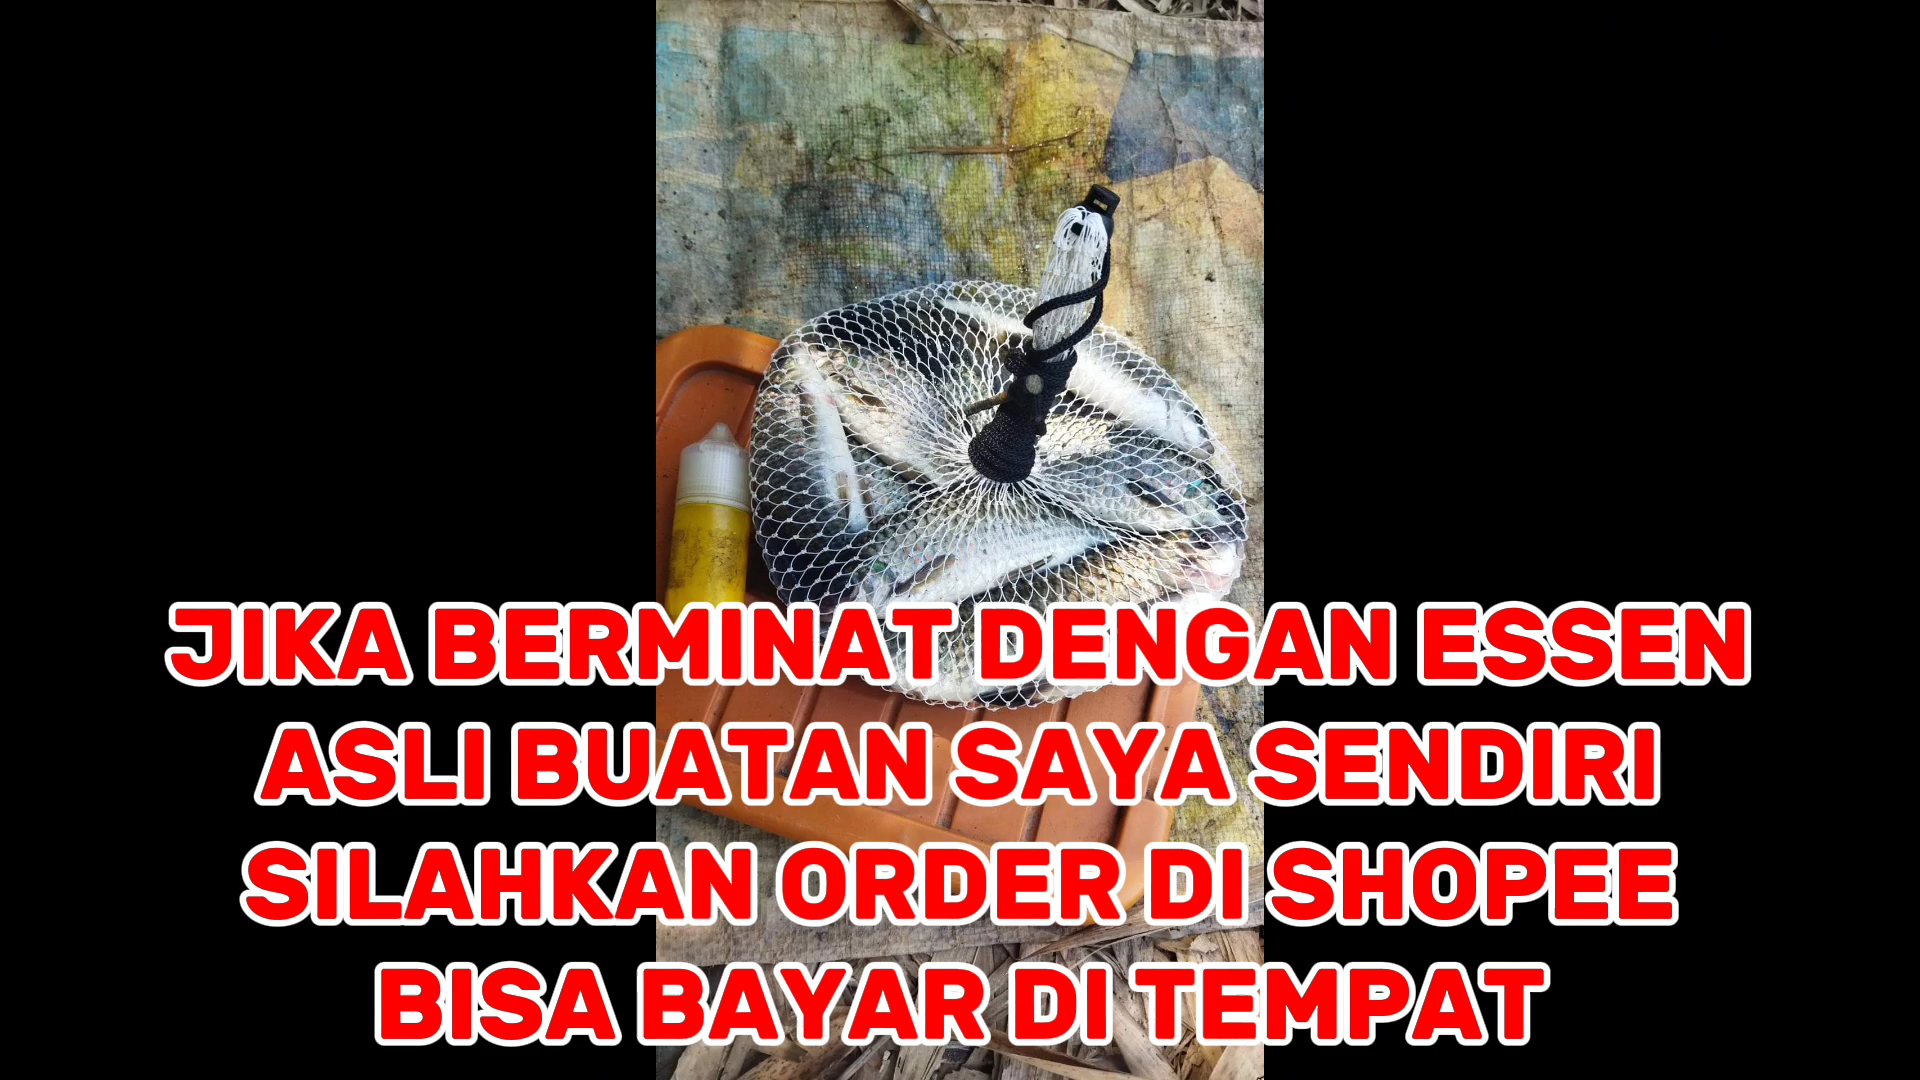 JIKA BERMINAT DENGAN ESSEN
ASLI BUATAN SAYA SENDIRI
SILAHKAN ORDER DI SHOPEE
BISA BAYAR DI TEMPAT